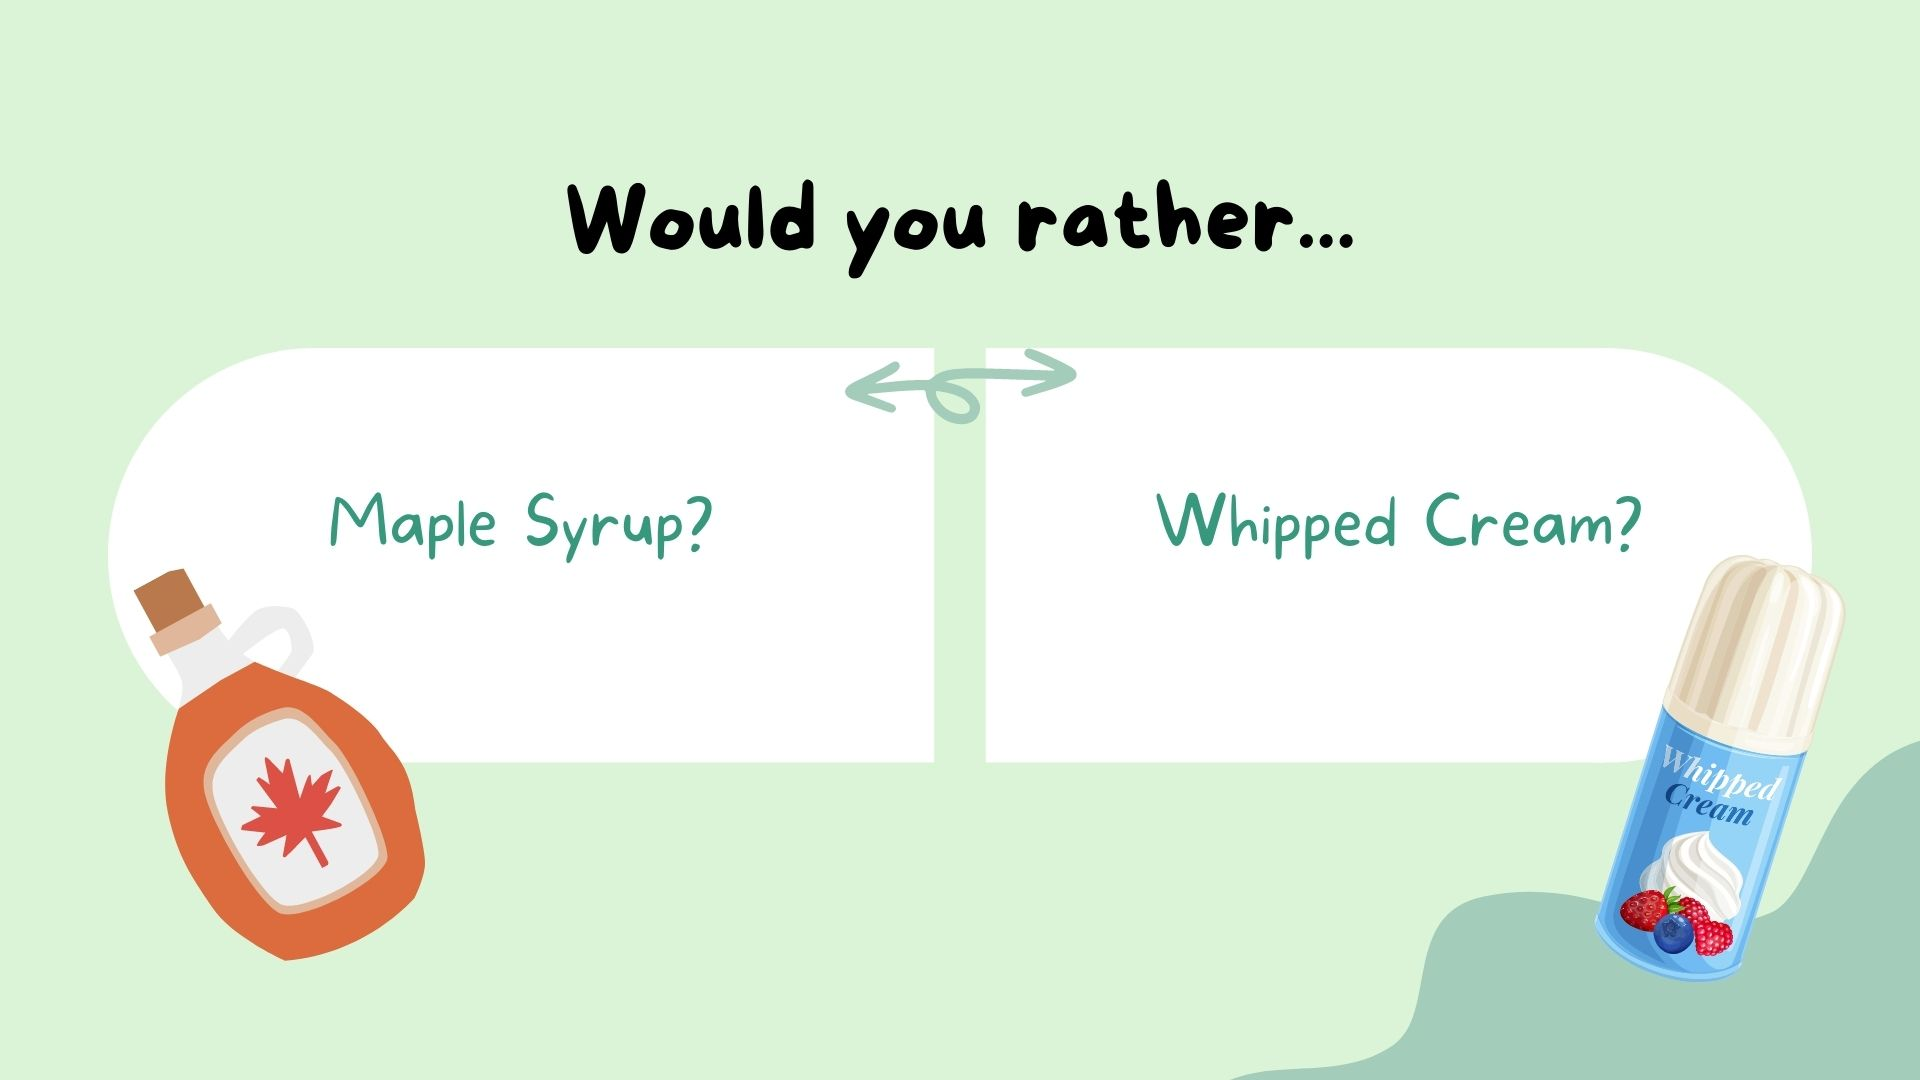 Would you rather...
Maple Syrup?
Whipped Cream?
Whipped
Cream